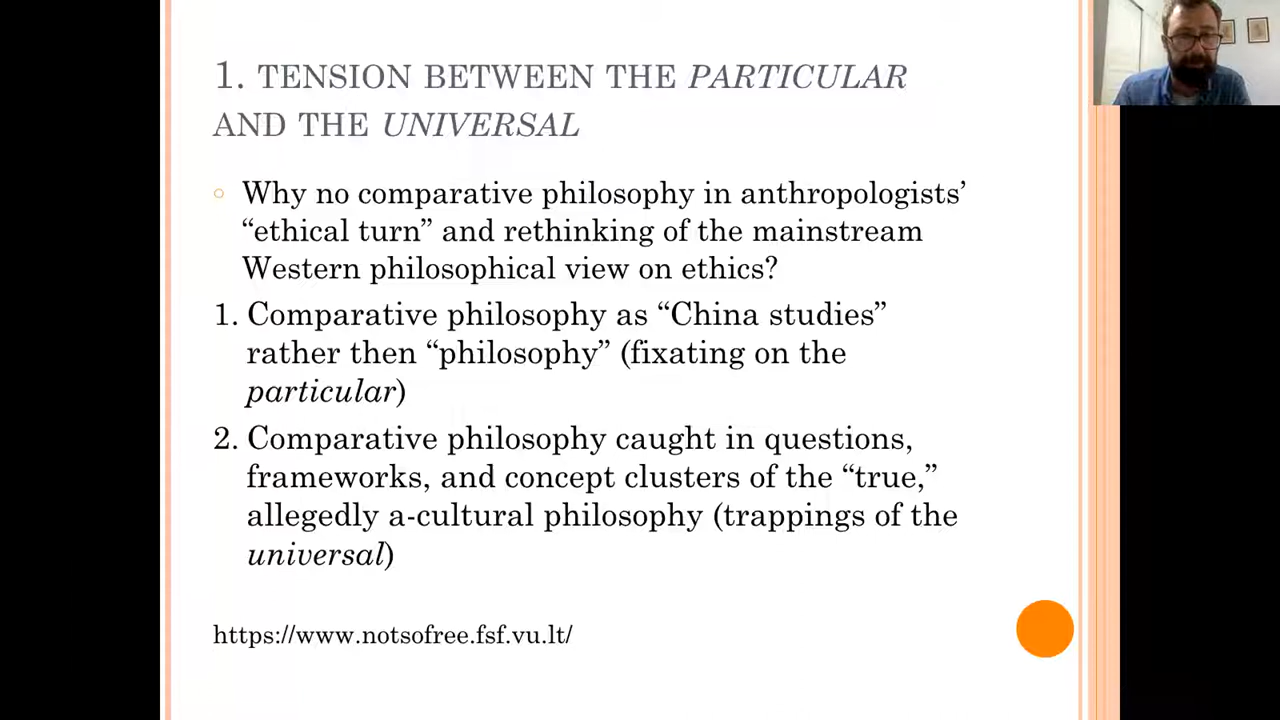 1. TENSION BETWEEN THE PARTICULAR
AND THE UNIVERSAL
Why no comparative philosophy in anthropologists’
“ethical turn” and rethinking of the mainstream
Western philosophical view on ethics?
1. Comparative philosophy as “China studies”
rather then “philosophy” (fixating on the
particular)
2. Comparative philosophy caught in questions,
frameworks, and concept clusters of the “true,”
allegedly a-cultural philosophy (trappings of the
universal)
https://www.notsofree.fsf.vu.lt/